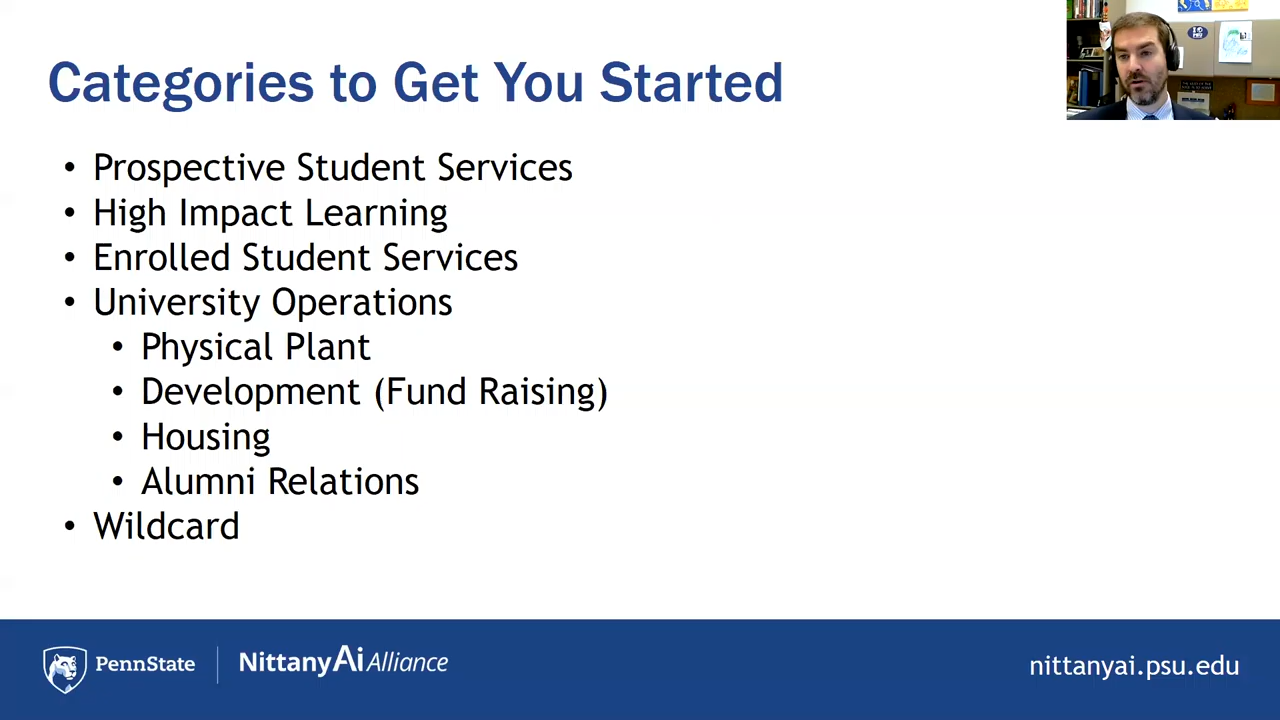 Categories to Get You Started
• Prospective Student Services
• High Impact Learning
• Enrolled Student Services
• University Operations
• Physical Plant
• Development (Fund Raising)
• Housing
• Alumni Relations
• Wildcard
PennState
NittanyAi Alliance
nittanyai.psu.edu